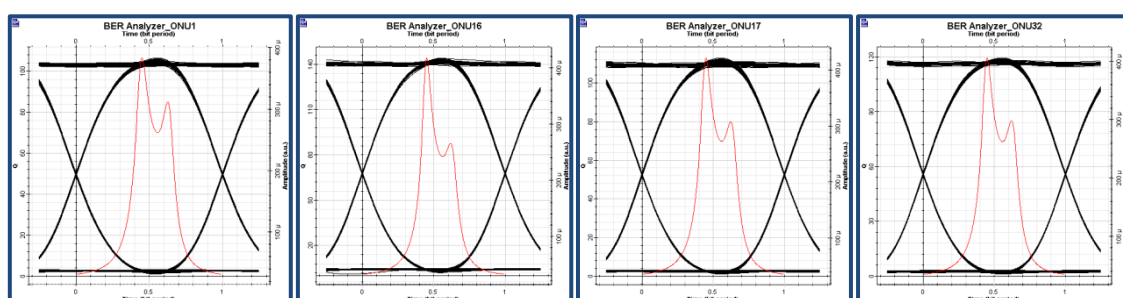 BER Analyzer_ONU1
Time (bit period)
0
0.5
1
100
80
60
40
20
0
Q
400 µ
300 µ
200 µ
100 µ
Amplitude (a.u.)
0
0.5
1
BER Analyzer_ONU16
Time (bit period)
0
0.5
1
140
110
80
50
20
Q
400 µ
300 µ
200 µ
100 µ
Amplitude (a.u.)
0
0.5
1
BER Analyzer_ONU17
Time (bit period)
0
0.5
1
100
80
60
40
20
0
Q
400 µ
300 µ
200 µ
100 µ
Amplitude (a.u.)
0
0.5
1
BER Analyzer_ONU32
Time (bit period)
0
0.5
1
120
90
60
30
0
Q
400 µ
300 µ
200 µ
100 µ
Amplitude (a.u.)
0
0.5
1